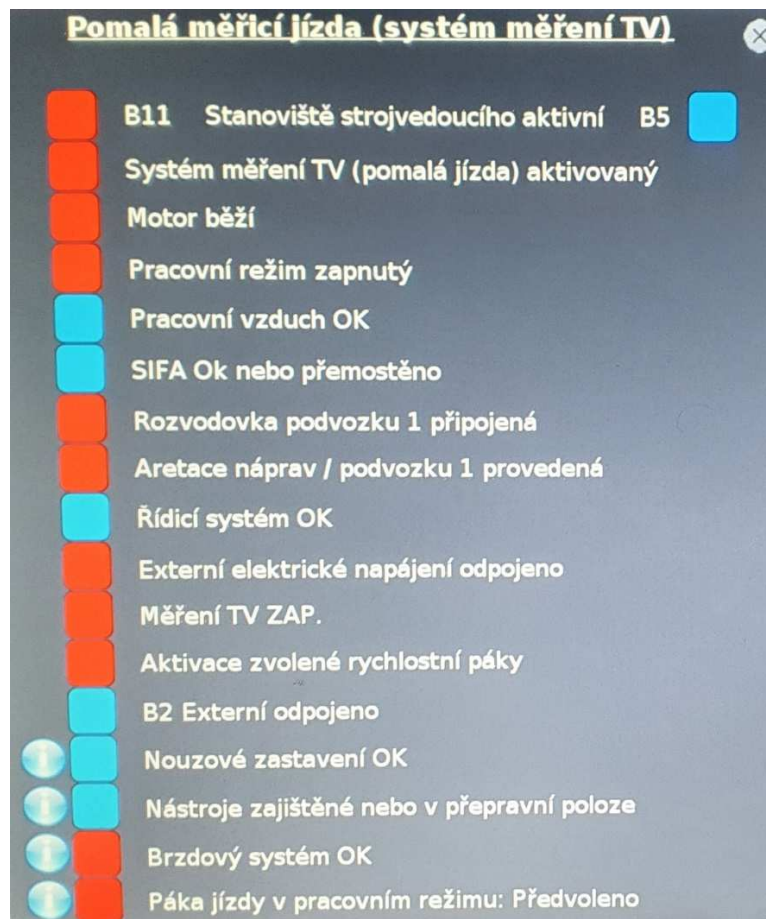 Pomalá měřicí jízda (systém měření TV)
B11 Stanoviště strojvedoucího aktivní B5
Systém měření TV (pomalá jízda) aktivovaný
Motor běží
Pracovní režim zapnutý
Pracovní vzduch OK
SIFA Ok nebo přemostěno
Rozvodovka podvozku 1 připojená
Aretace náprav / podvozku 1 provedená
Řídicí systém OK
Externí elektrické napájení odpojeno
Měření TV ZAP.
Aktivace zvolené rychlostní páky
B2 Externí odpojeno
Nouzové zastavení OK
Nástroje zajištěné nebo v přepravní poloze
Brzdový systém OK
Páka jízdy v pracovním režimu: Předvoleno